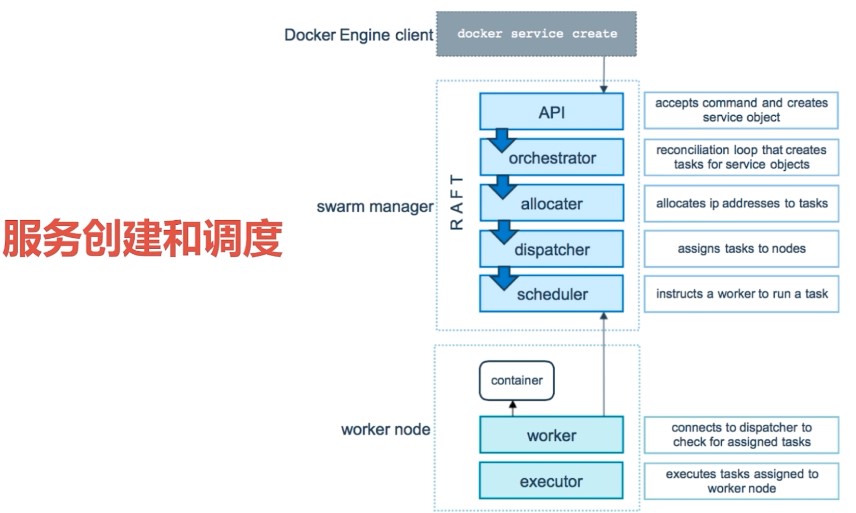 Docker Engine client
docker service create
服务创建和调度
swarm manager
RAFT
API
accepts command and creates
service object
orchestrator
reconciliation loop that creates
tasks for service objects
allocater
allocates ip addresses to tasks
dispatcher
assigns tasks to nodes
scheduler
instructs a worker to run a task
worker node
container
worker
connects to dispatcher to
check for assigned tasks
executor
executes tasks assigned to
worker node